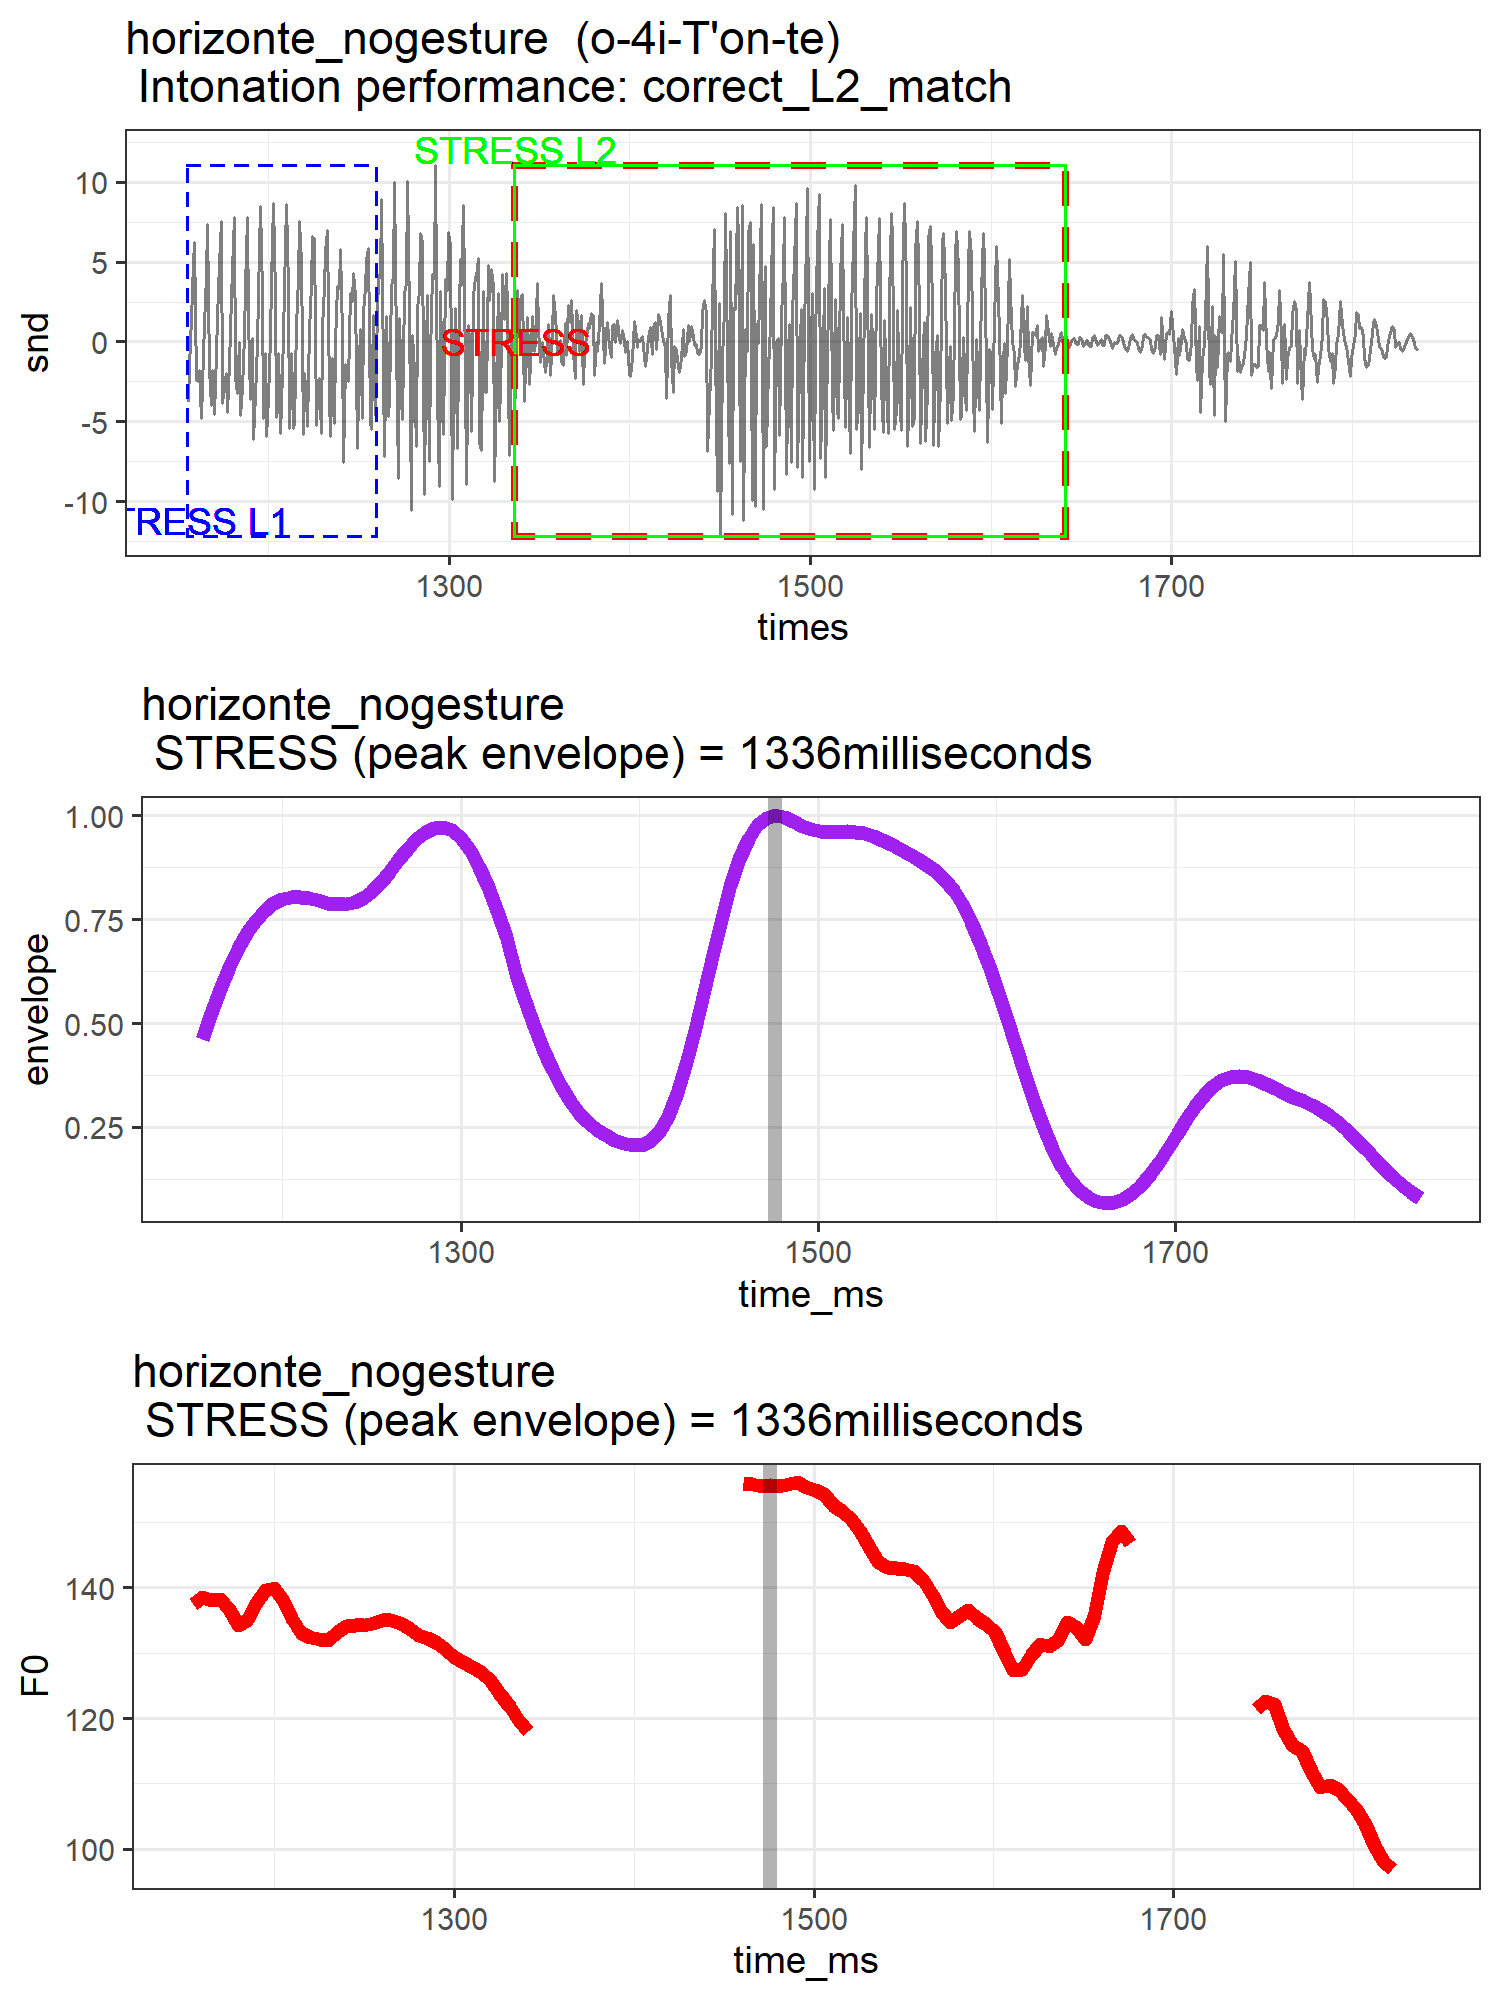 horizonte_nogesture  (o-4i-T'on-te)
Intonation performance: correct_L2_match
STRESS L2
10
5
snd
0
STRESS
-5
-10
TRESS L1
1300
1500
1700
times
horizonte_nogesture
STRESS (peak envelope) = 1336milliseconds
1.00
0.75
envelope
0.50
0.25
1300
1500
1700
time_ms
horizonte_nogesture
STRESS (peak envelope) = 1336milliseconds
140
F0
120
100
1300
1500
1700
time_ms